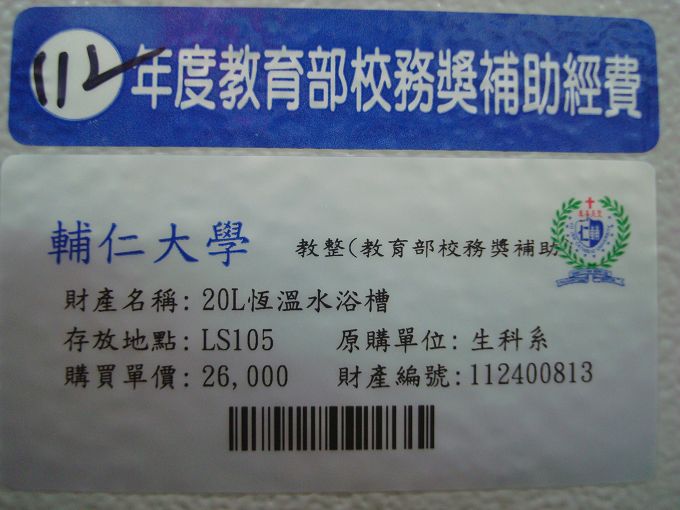 112年度教育部校務獎補助經費
輔仁大學 教整(教育部校務獎補助
財產名稱: 20L恆溫水浴槽
存放地點: LS105 原購單位: 生科系
購買單價: 26,000 財產編號: 112400813